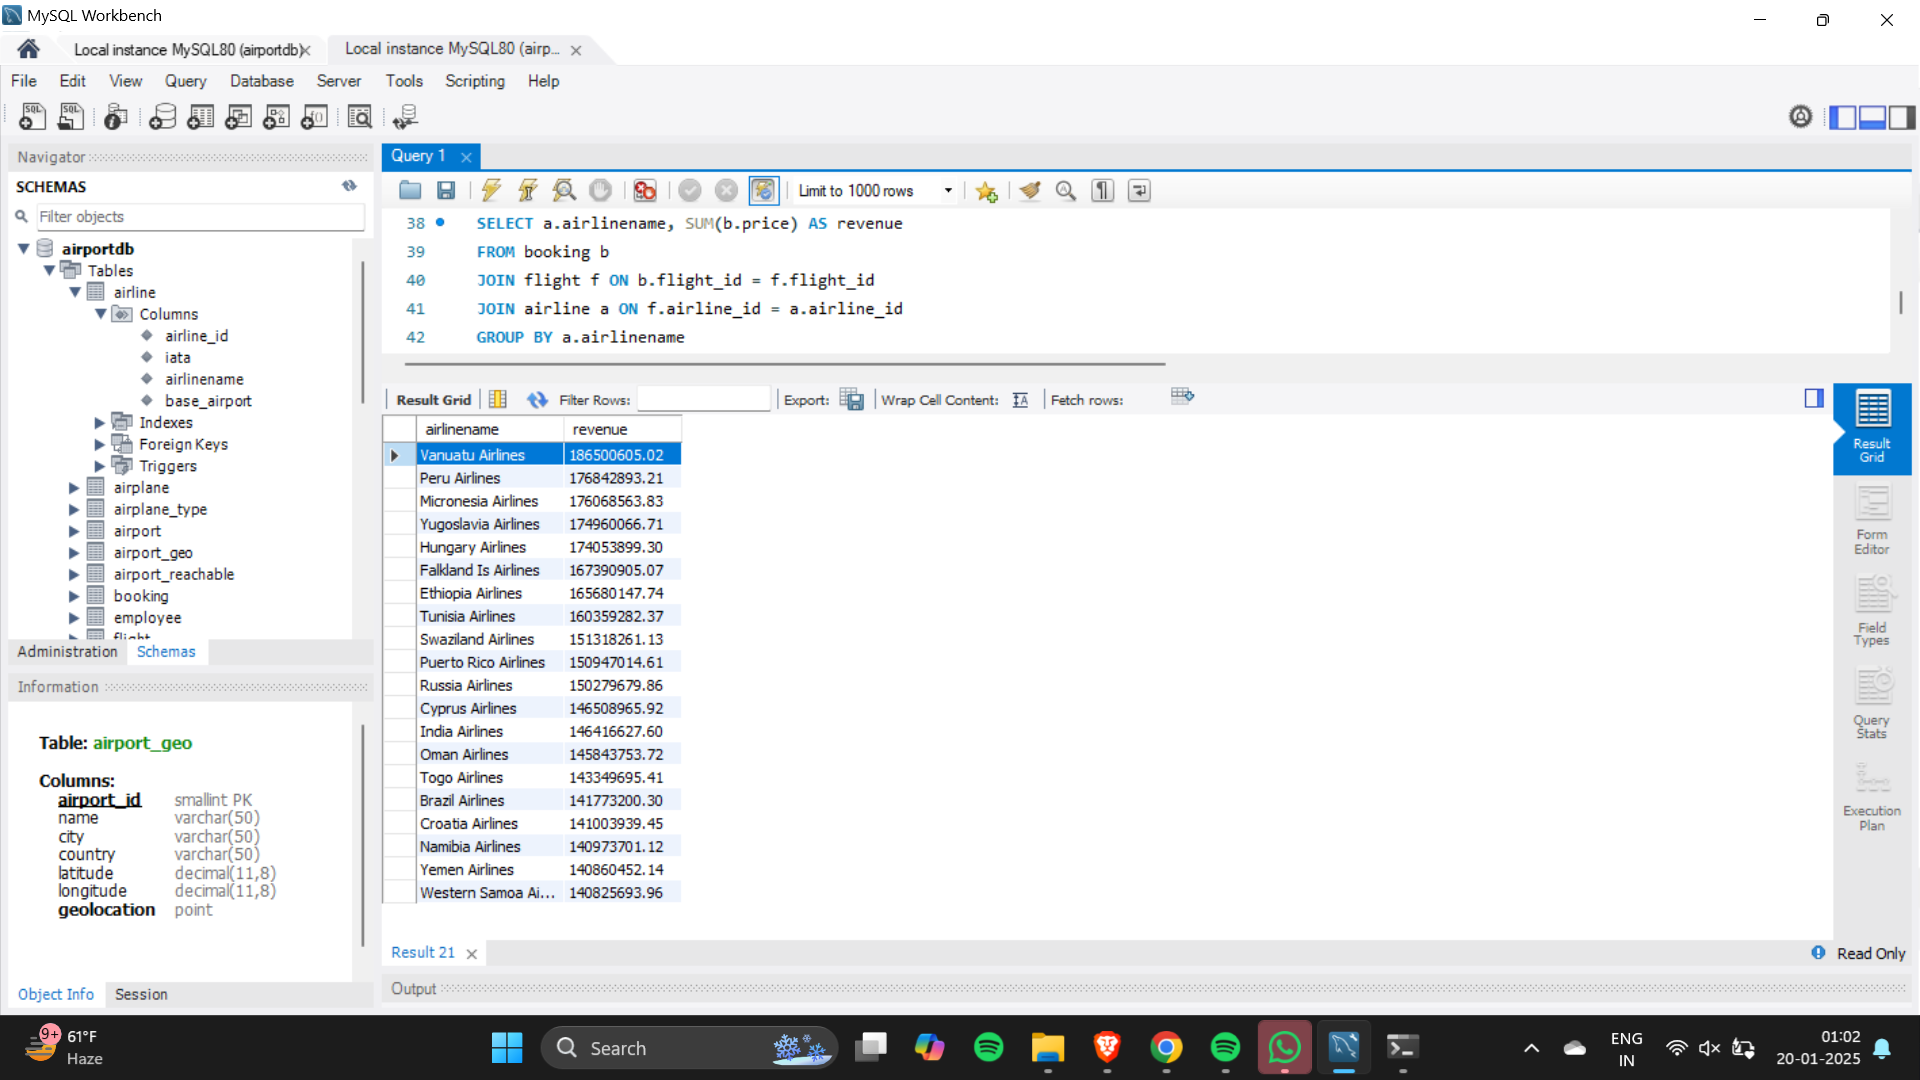 MySQL Workbench
Local instance MySQL80 (airportdb)
Local instance MySQL80 (airp...
File Edit View Query Database Server Tools Scripting Help
Navigator
SCHEMAS
Filter objects
airportdb
Tables
airline
Columns
airline_id
iata
airlinename
base_airport
Indexes
Foreign Keys
Triggers
airplane
airplane_type
airport
airport_geo
airport_reachable
booking
employee
flight
Administration Schemas
Information
Table: airport_geo
Columns:
airport_id smallint PK
name varchar(50)
city varchar(50)
country varchar(50)
latitude decimal(11,8)
longitude decimal(11,8)
geolocation point
Object Info Session
Query 1
Limit to 1000 rows
38 SELECT a.airlinename, SUM(b.price) AS revenue
39 FROM booking b
40 JOIN flight f ON b.flight_id = f.flight_id
41 JOIN airline a ON f.airline_id = a.airline_id
42 GROUP BY a.airlinename
Result Grid Filter Rows: Export: Wrap Cell Content: Fetch rows:
airlinename revenue
Vanuatu Airlines 186500605.02
Peru Airlines 176842893.21
Micronesia Airlines 176068563.83
Yugoslavia Airlines 174960066.71
Hungary Airlines 174053899.30
Falkland Is Airlines 167390905.07
Ethiopia Airlines 165680147.74
Tunisia Airlines 160359282.37
Swaziland Airlines 151318261.13
Puerto Rico Airlines 150947014.61
Russia Airlines 150279679.86
Cyprus Airlines 146508965.92
India Airlines 146416627.60
Oman Airlines 145843753.72
Togo Airlines 143349695.41
Brazil Airlines 141773200.30
Croatia Airlines 141003939.45
Namibia Airlines 140973701.12
Yemen Airlines 140860452.14
Western Samoa Ai... 140825693.96
Result
Grid
Form
Editor
Field
Types
Query
Stats
Execution
Plan
Result 21
Read Only
Output
9+
61°F
Haze
Search
ENG
IN
01:02
20-01-2025